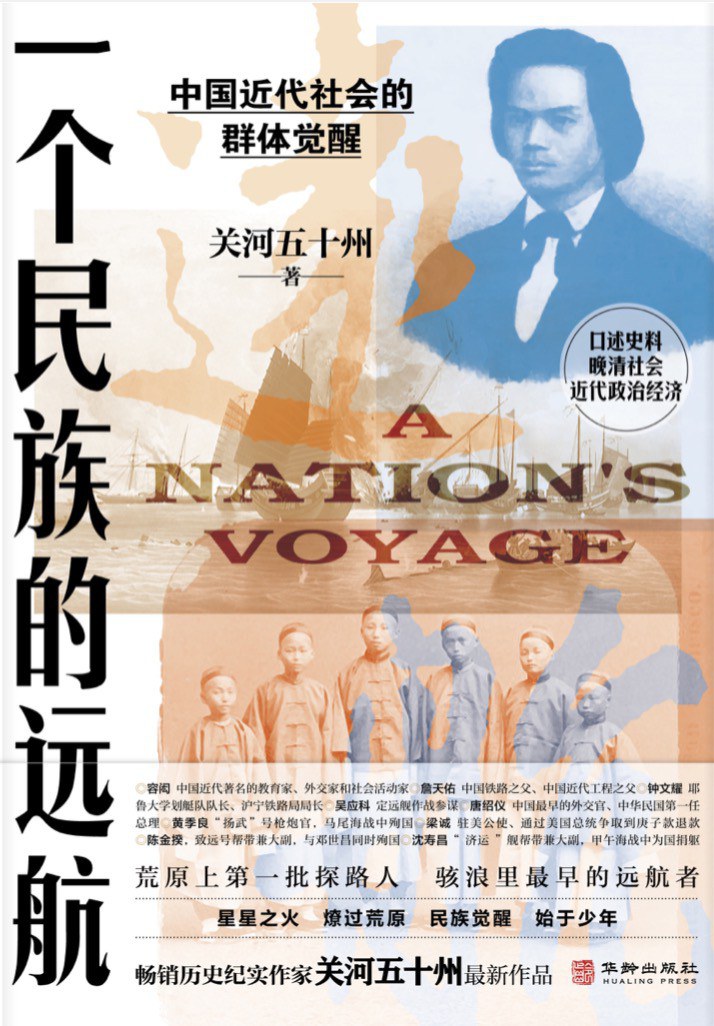 一个民族的远航
中国近代社会的
群体觉醒
关河五十州
著
口述史料
晚清社会
近代政治经济
A
NATION'S
VOYAGE
◎容闳 中国近代著名的教育家、外交家和社会活动家◎詹天佑 中国铁路之父、中国近代工程之父◎钟文耀 耶
鲁大学划艇队队长、沪宁铁路局局长◎吴应科 定远舰作战参谋◎唐绍仪 中国最早的外交官、中华民国第一任
总理◎黄季良 “扬武”号枪炮官，马尾海战中殉国◎梁诚 驻美公使、通过美国总统争取到庚子款退款
◎陈金揆，致远号帮带兼大副，与邓世昌同时殉国◎沈寿昌 “济运”舰帮带兼大副，甲午海战中为国捐躯
荒原上第一批探路人 骇浪里最早的远航者
星星之火 燎过荒原 民族觉醒 始于少年
畅销历史纪实作家关河五十州最新作品
华龄出版社
HUALING PRESS